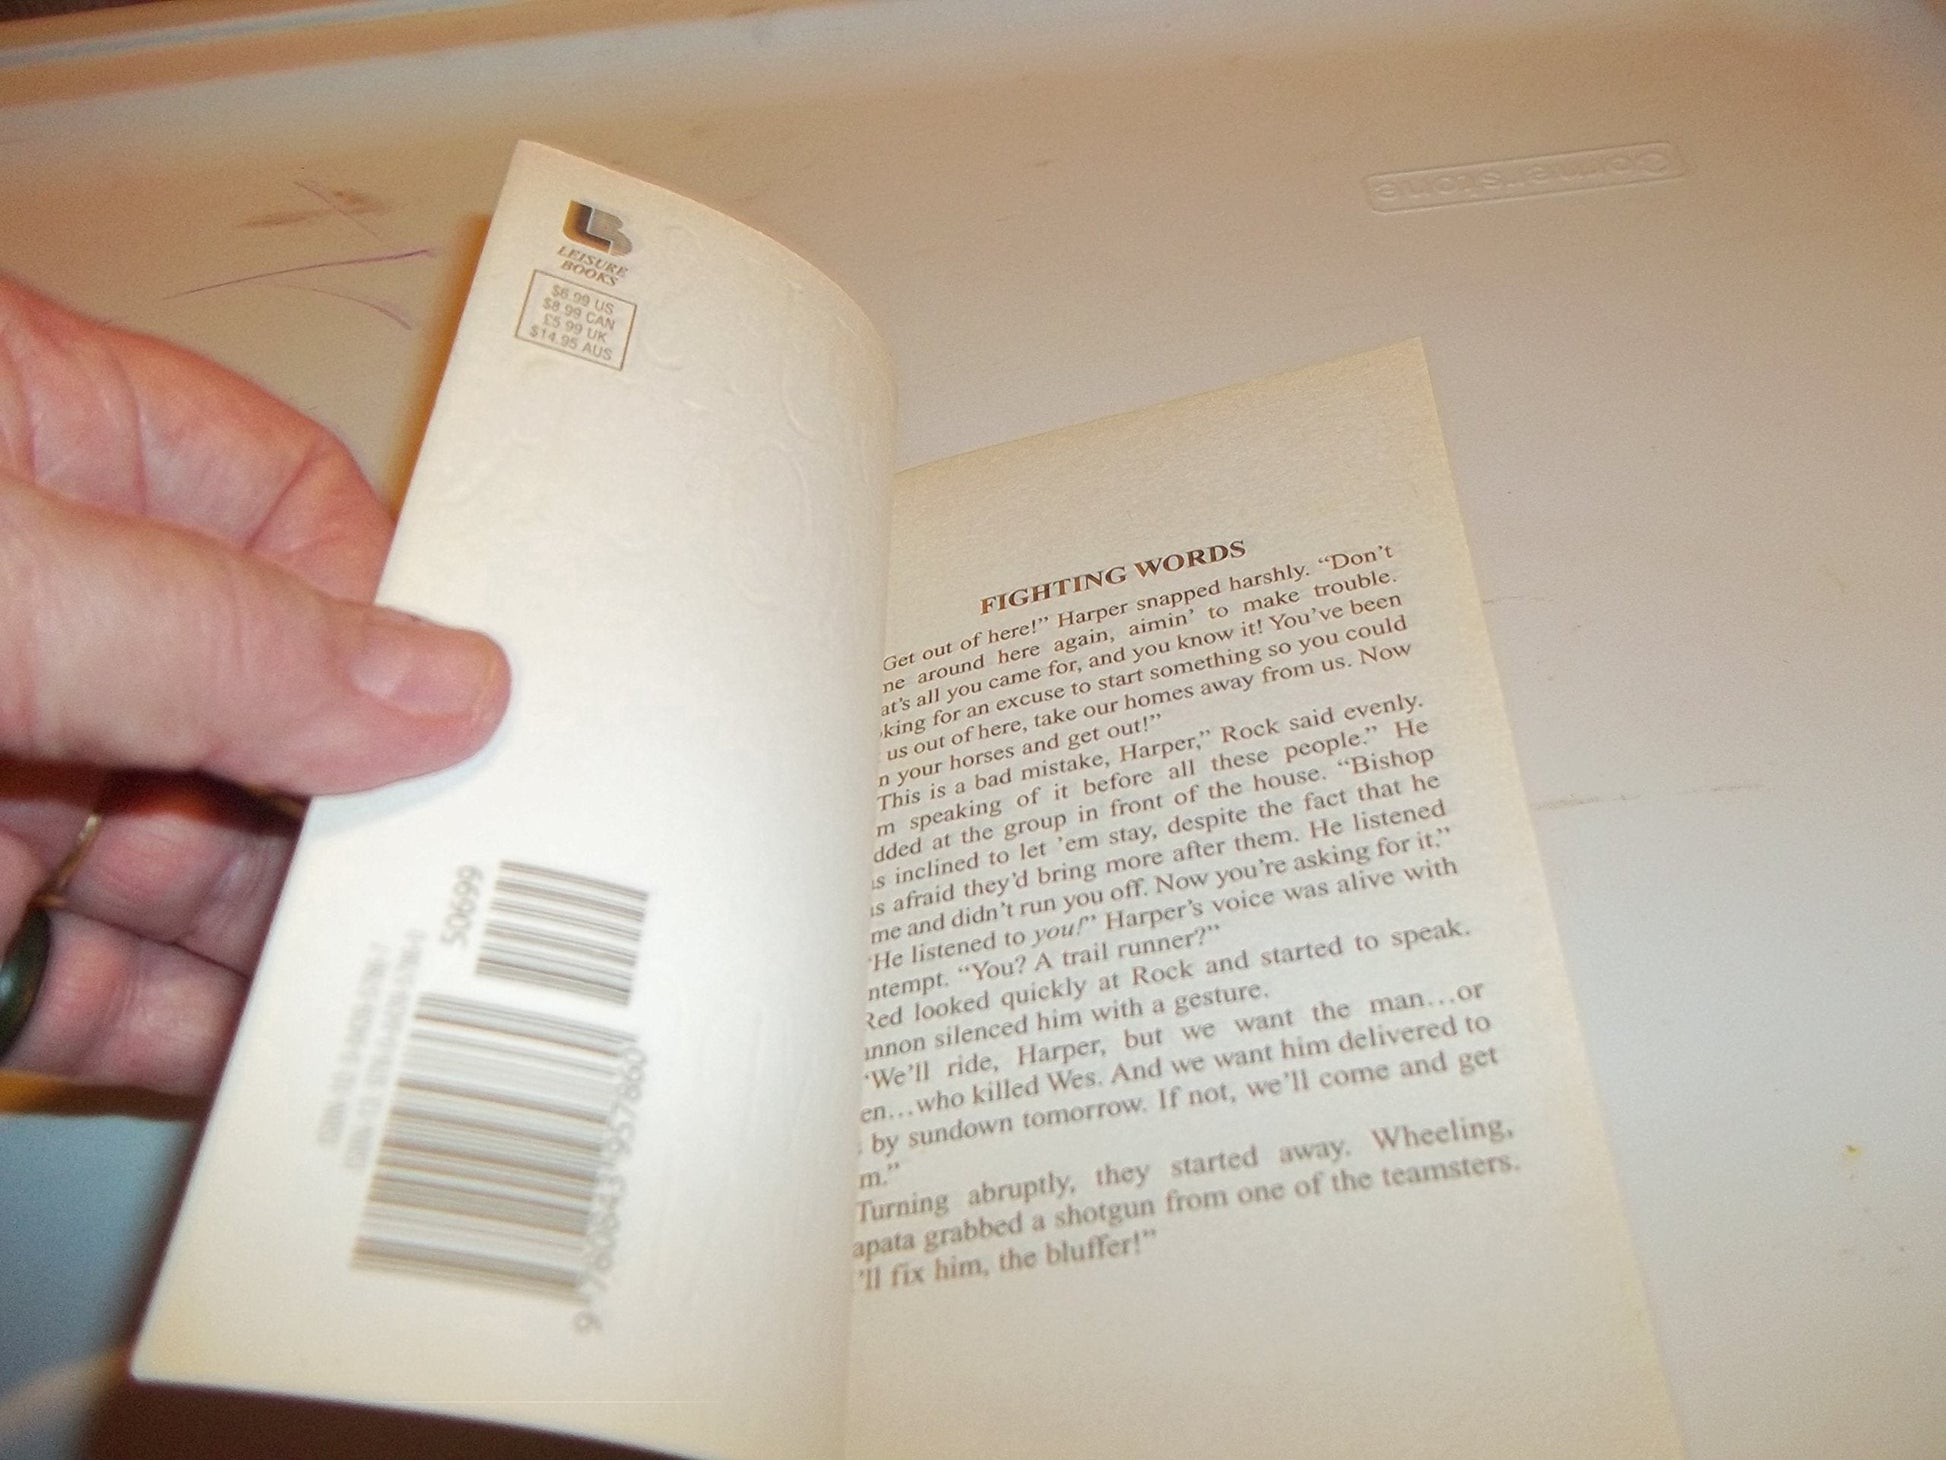 LB
LEISURE
BOOKS
$6.99 US
$8.99 CAN
£5.99 UK
$14.95 AUS
50699
9 780843 957860
FIGHTING WORDS
Get out of here!” Harper snapped harshly. “Don’t
ne around here again, aimin’ to make trouble.
at’s all you came for, and you know it! You’ve been
king for an excuse to start something so you could
us out of here, take our homes away from us. Now
n your horses and get out!”
This is a bad mistake, Harper,” Rock said evenly.
m speaking of it before all these people.” He
dded at the group in front of the house. “Bishop
s inclined to let ’em stay, despite the fact that he
s afraid they’d bring more after them. He listened
me and didn’t run you off. Now you’re asking for it.”
“He listened to you!” Harper’s voice was alive with
ntempt. “You? A trail runner?”
Red looked quickly at Rock and started to speak.
annon silenced him with a gesture.
“We’ll ride, Harper, but we want the man…or
en…who killed Wes. And we want him delivered to
by sundown tomorrow. If not, we’ll come and get
m.”
Turning abruptly, they started away. Wheeling,
apata grabbed a shotgun from one of the teamsters.
’ll fix him, the bluffer!”
Cornerstone